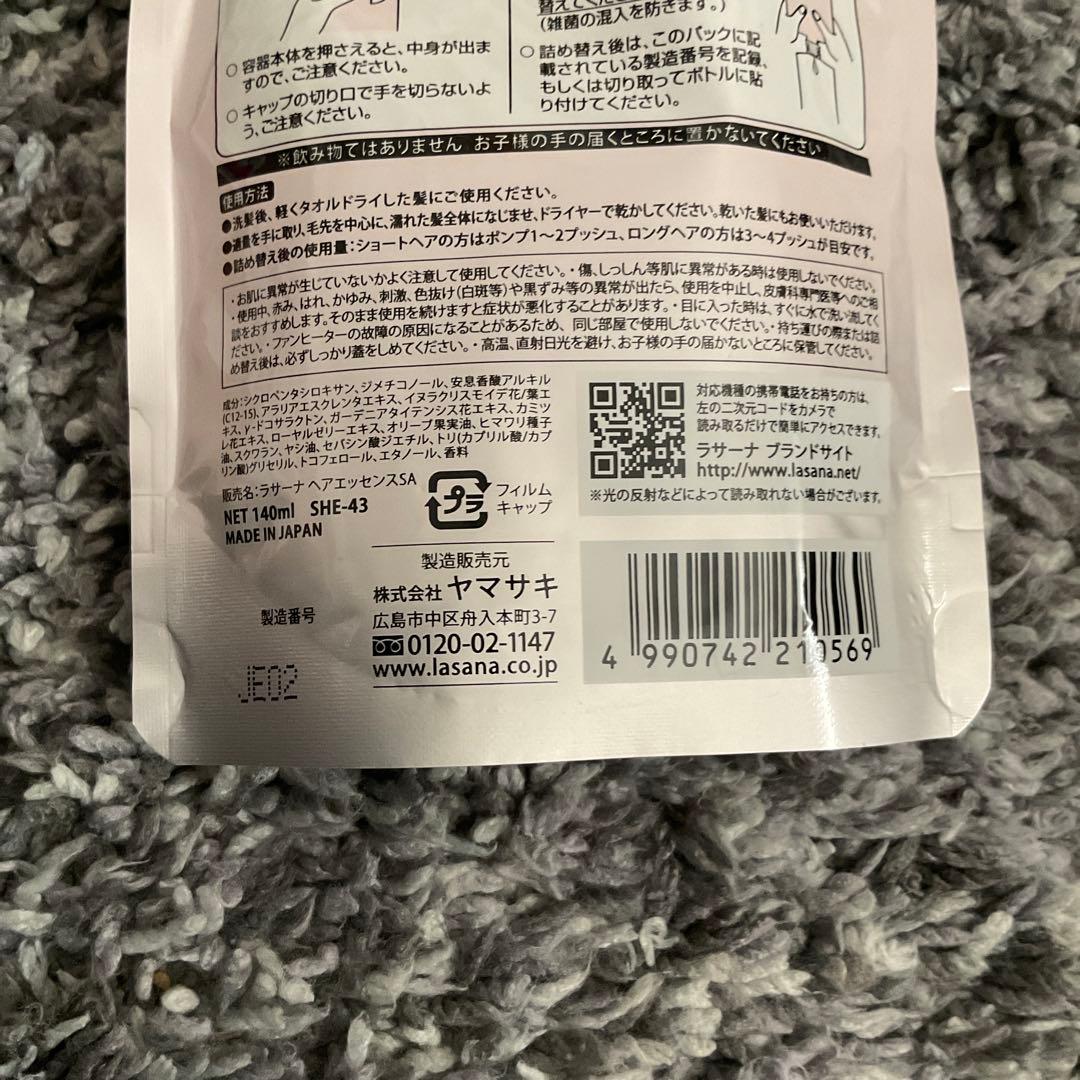 ○ 容器本体を押さえると、中身が出ま
すので、ご注意ください。
○ キャップの切り口で手を切らないよ
う、ご注意ください。
(雑菌の混入を防ぎます。)
○ 詰め替え後は、このパックに記
載されている製造番号を記録、
もしくは切り取ってボトルに貼
り付けてください。
※飲み物ではありません お子様の手の届くところに置かないでください
使用方法
●洗髪後、軽くタオルドライした髪にご使用ください。
●適量を手に取り、毛先を中心に、濡れた髪全体になじませ、ドライヤーで乾かしてください。乾いた髪にもお使いいただけます。
●詰め替え後の使用量：ショートヘアの方はポンプ1〜2プッシュ、ロングヘアの方は3〜4プッシュが目安です。
・お肌に異常が生じていないかよく注意して使用してください。・傷、しっしん等肌に異常がある時は使用しないでください。
・使用中、赤み、はれ、かゆみ、刺激、色抜け(白斑等)や黒ずみ等の異常が出たら、使用を中止し、皮膚科専門医等へのご相
談をおすすめします。そのまま使用を続けますと症状が悪化することがあります。・目に入った時は、すぐに水で洗い流してく
ださい。・ファンヒーターの故障の原因になることがあるため、同じ部屋で使用しないでください。・持ち運びの際または詰
め替え後は、必ずしっかり蓋をしめてください。・高温、直射日光を避け、お子様の手の届かないところに保管してください。
成分：シクロペンタシロキサン、ジメチコノール、安息香酸アルキル
(C12-15)、アラリアエスクレンタエキス、イヌラクリスモイデ花/葉エ
キス、γ-ドコサラクトン、ガーデニアタイテンシス花エキス、カミツ
レ花エキス、ローヤルゼリーエキス、オリーブ果実油、ヒマワリ種子
油、スクワラン、ヤシ油、セバシン酸ジエチル、トリ(カプリル酸/カプ
リン酸)グリセリル、トコフェロール、エタノール、香料
販売名：ラサーナ ヘアエッセンスSA
NET 140ml SHE-43
MADE IN JAPAN
プラ
フィルム
キャップ
対応機種の携帯電話をお持ちの方は、
左の二次元コードをカメラで
読み取るだけで簡単にアクセスできます。
ラサーナ ブランドサイト
http://www.lasana.net/
※光の反射などによって読み取れない場合がございます。
製造販売元
株式会社 ヤマサキ
広島市中区舟入本町3-7
0120-02-1147
www.lasana.co.jp
製造番号
JE02
4 990742 210569